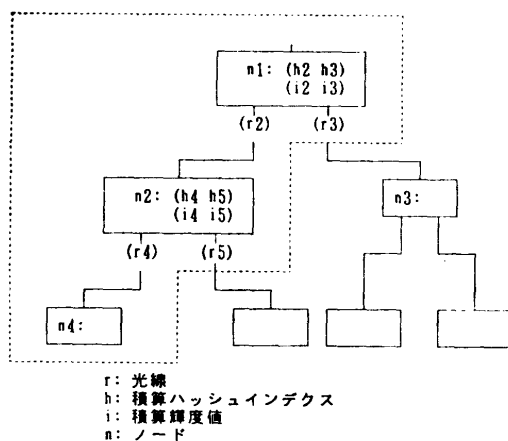 n1: (h2 h3)
(i2 i3)
(r2) (r3)
n2: (h4 h5)
(i4 i5)
n3:
(r4) (r5)
n4:
r: 光線
h: 積算ハッシュインデクス
i: 積算輝度値
n: ノード